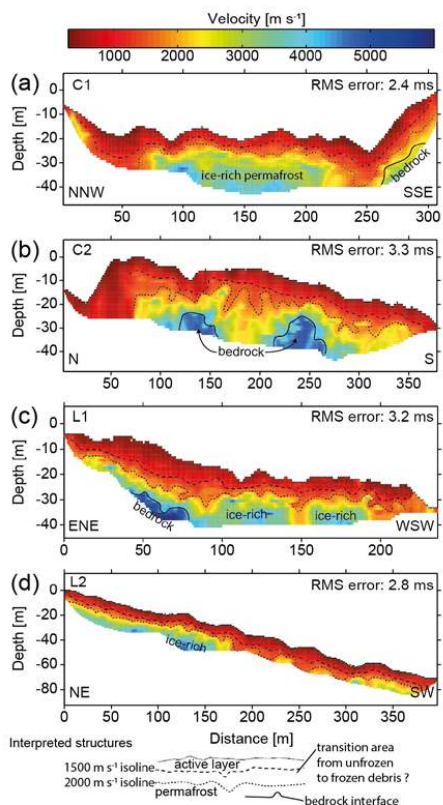 Velocity [m s⁻¹]
1000 2000 3000 4000 5000
(a) C1 RMS error: 2.4 ms
0
-10
-20
-30
-40
Depth [m]
ice-rich permafrost
bedrock
NNW SSE
50 100 150 200 250 300
(b) C2 RMS error: 3.3 ms
0
-10
-20
-30
-40
Depth [m]
bedrock
N S
0 50 100 150 200 250 300 350
(c) L1 RMS error: 3.2 ms
0
-10
-20
-30
-40
Depth [m]
bedrock
ice-rich ice-rich
ENE WSW
0 50 100 150 200
(d) L2 RMS error: 2.8 ms
0
-20
-40
-60
-80
Depth [m]
ice-rich
NE SW
0 50 100 150 200 250 300 350
Distance [m]
Interpreted structures
active layer
1500 m s⁻¹ isoline
2000 m s⁻¹ isoline
permafrost
transition area
from unfrozen
to frozen debris ?
bedrock interface